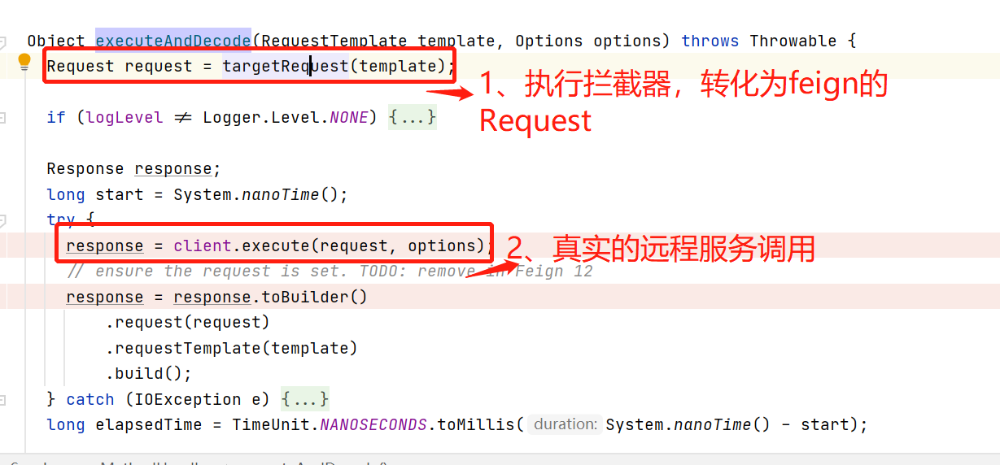 Object executeAndDecode(RequestTemplate template, Options options) throws Throwable {
Request request = targetRequest(template);
1、执行拦截器，转化为feign的
Request
if (logLevel ≠ Logger.Level.NONE) {...}
Response response;
long start = System.nanoTime();
try {
response = client.execute(request, options);
2、真实的远程服务调用
// ensure the request is set. TODO: remove in Feign 12
response = response.toBuilder()
.request(request)
.requestTemplate(template)
.build();
} catch (IOException e) {...}
long elapsedTime = TimeUnit.NANOSECONDS.toMillis( duration: System.nanoTime() - start);